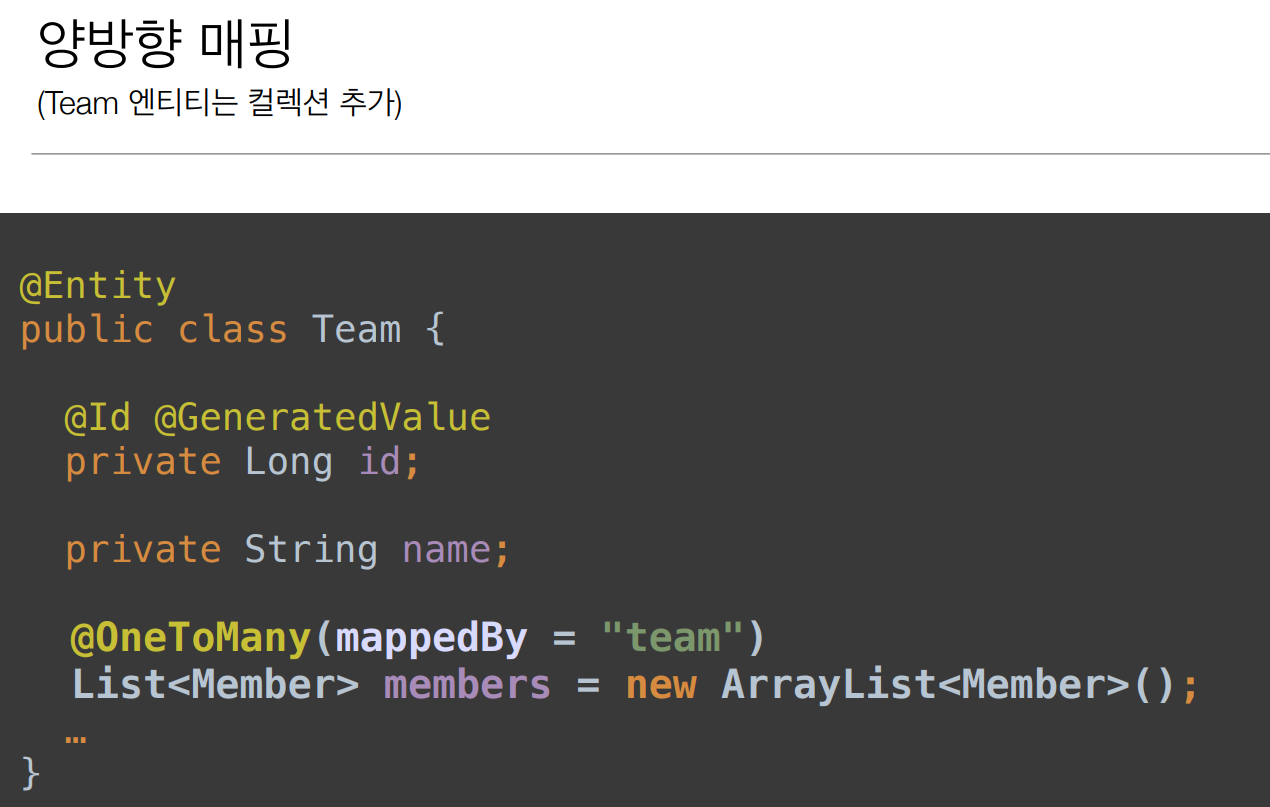 양방향 매핑
(Team 엔티티는 컬렉션 추가)
@Entity
public class Team {
@Id @GeneratedValue
private Long id;
private String name;
@OneToMany(mappedBy = "team")
List<Member> members = new ArrayList<Member>();
…
}